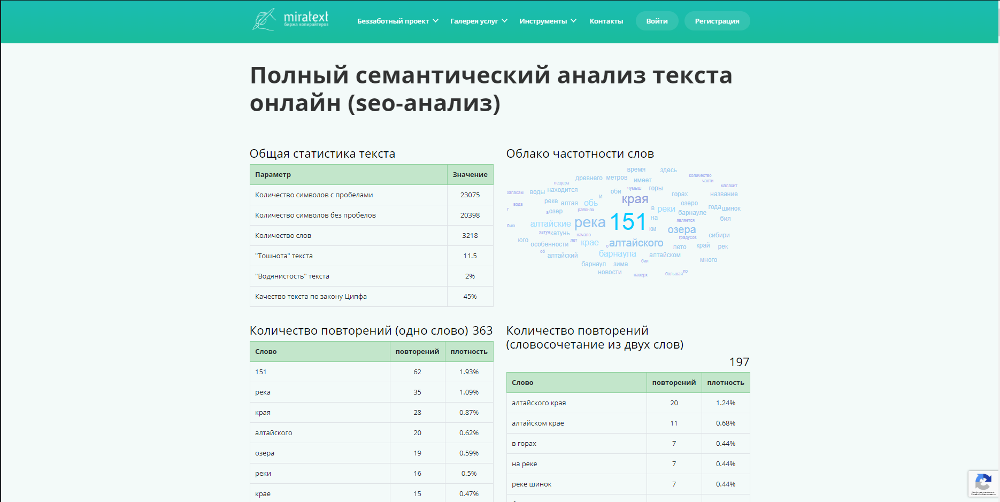 miratext
биржа копирайтеров
Беззаботный проект
Галерея услуг
Инструменты
Контакты
Войти
Регистрация
Полный семантический анализ текста
онлайн (seo-анализ)
Общая статистика текста
Параметр Значение
Количество символов с пробелами 23075
Количество символов без пробелов 20398
Количество слов 3218
"Тошнота" текста 11.5
"Водянистость" текста 2%
Качество текста по закону Ципфа 45%
Облако частотности слов
время здесь
количество
древнего метров имеет части
пещера малахит
запасам воды находится оби чумыш горы
и горах название
вода реке алтая обь края озеро
г районах в реки года шинок
а озер барнауле
на является бия
бию алтайские река 151 км озера
хатун катунь начало градусов сибири
юго лет
особенности крае о алтайского лето край рек
об алтайский барнаула алтайском
барнаул зима бии много
новости наверх большая по
Количество повторений (одно слово) 363
Слово повторений плотность
151 62 1.93%
река 35 1.09%
края 28 0.87%
алтайского 20 0.62%
озера 19 0.59%
реки 16 0.5%
крае 15 0.47%
Количество повторений
(словосочетание из двух слов)
197
Слово повторений плотность
алтайского края 20 1.24%
алтайском крае 11 0.68%
в горах 7 0.44%
на реке 7 0.44%
реке шинок 7 0.44%